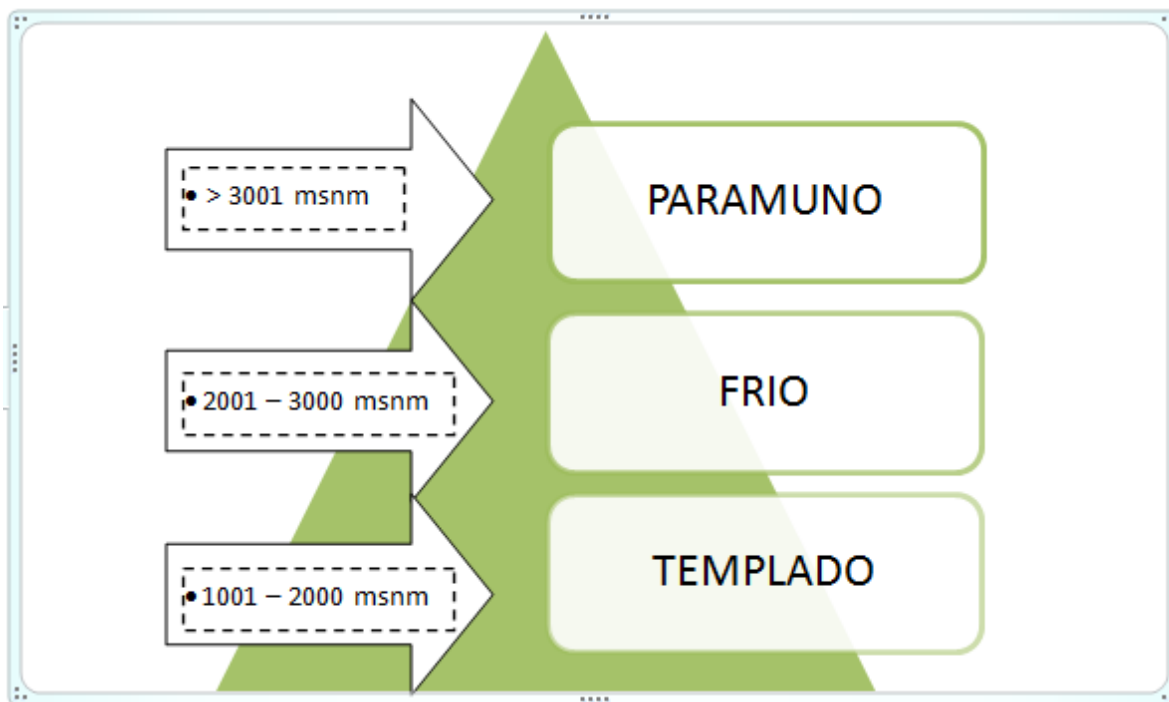 • > 3001 msnm
PARAMUNO
• 2001 – 3000 msnm
FRIO
• 1001 – 2000 msnm
TEMPLADO